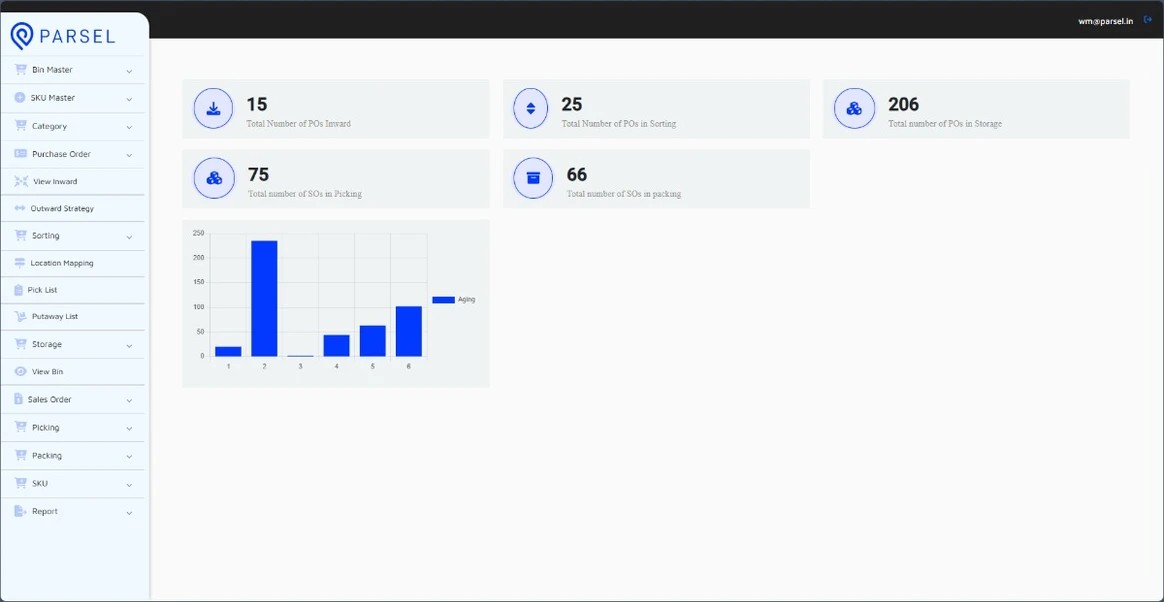 PARSEL
wm@parsel.in
Bin Master
SKU Master
Category
Purchase Order
View Inward
Outward Strategy
Sorting
Location Mapping
Pick List
Putaway List
Storage
View Bin
Sales Order
Picking
Packing
SKU
Report
15
Total Number of POs Inward
25
Total Number of POs in Sorting
206
Total number of POs in Storage
75
Total number of SOs in Picking
66
Total number of SOs in packing
250
200
150
100
50
0
1 2 3 4 5 6
Aging